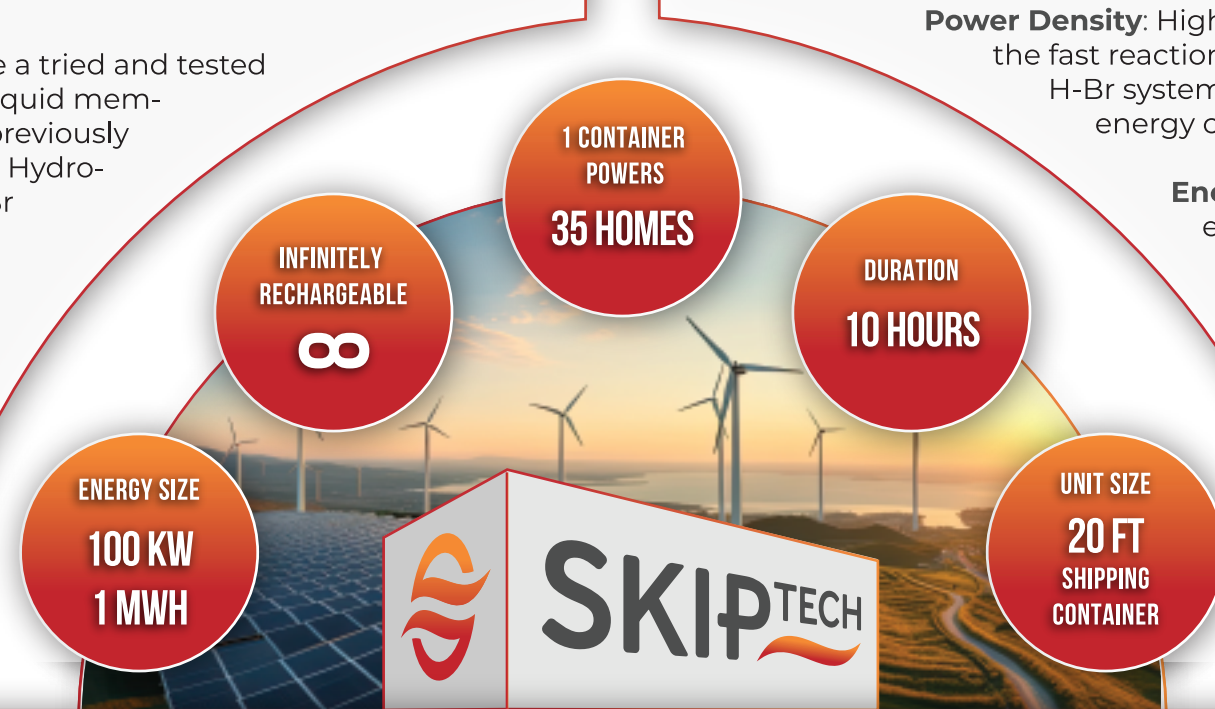 e a tried and tested
quid mem-
previously
Hydro-
Power Density: High
the fast reaction
H-Br system
energy
1 CONTAINER
POWERS
35 HOMES
INFINITELY
RECHARGEABLE
∞
DURATION
10 HOURS
ENERGY SIZE
100 KW
1 MWH
UNIT SIZE
20 FT
SHIPPING
CONTAINER
SKIPTECH